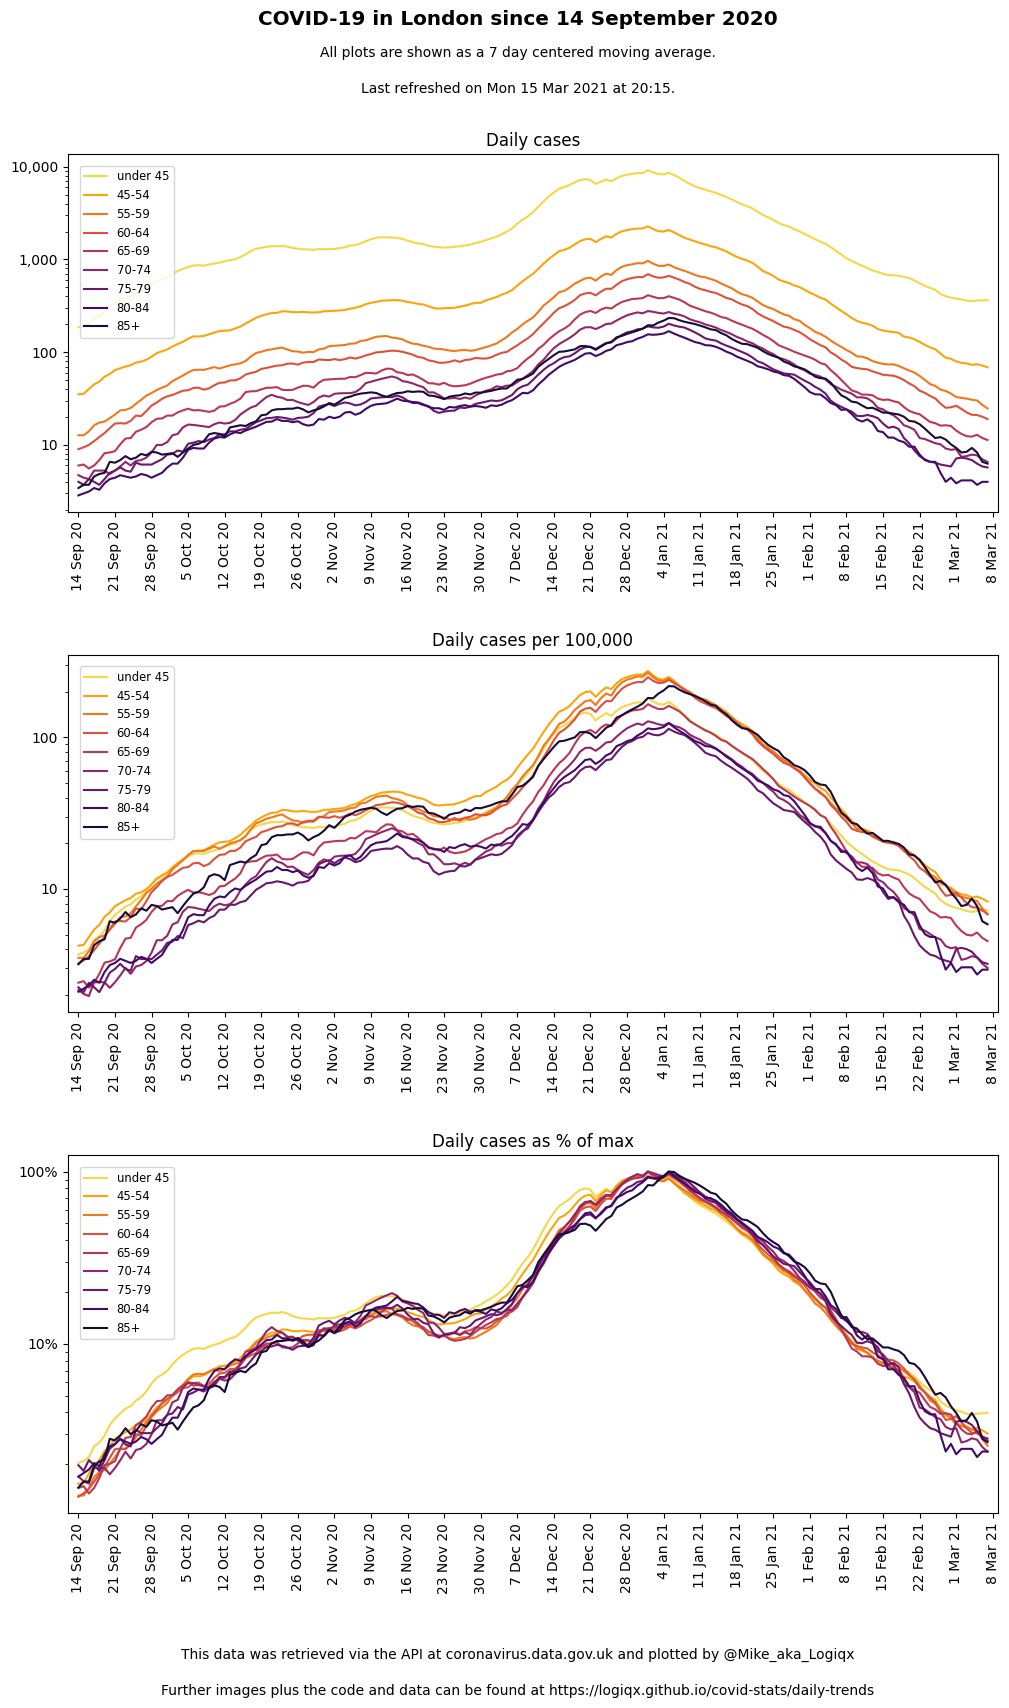 COVID-19 in London since 14 September 2020
All plots are shown as a 7 day centered moving average.
Last refreshed on Mon 15 Mar 2021 at 20:15.
Daily cases
10,000
1,000
100
10
under 45
45-54
55-59
60-64
65-69
70-74
75-79
80-84
85+
14 Sep 20
21 Sep 20
28 Sep 20
5 Oct 20
12 Oct 20
19 Oct 20
26 Oct 20
2 Nov 20
9 Nov 20
16 Nov 20
23 Nov 20
30 Nov 20
7 Dec 20
14 Dec 20
21 Dec 20
28 Dec 20
4 Jan 21
11 Jan 21
18 Jan 21
25 Jan 21
1 Feb 21
8 Feb 21
15 Feb 21
22 Feb 21
1 Mar 21
8 Mar 21
Daily cases per 100,000
100
10
under 45
45-54
55-59
60-64
65-69
70-74
75-79
80-84
85+
14 Sep 20
21 Sep 20
28 Sep 20
5 Oct 20
12 Oct 20
19 Oct 20
26 Oct 20
2 Nov 20
9 Nov 20
16 Nov 20
23 Nov 20
30 Nov 20
7 Dec 20
14 Dec 20
21 Dec 20
28 Dec 20
4 Jan 21
11 Jan 21
18 Jan 21
25 Jan 21
1 Feb 21
8 Feb 21
15 Feb 21
22 Feb 21
1 Mar 21
8 Mar 21
Daily cases as % of max
100%
10%
under 45
45-54
55-59
60-64
65-69
70-74
75-79
80-84
85+
14 Sep 20
21 Sep 20
28 Sep 20
5 Oct 20
12 Oct 20
19 Oct 20
26 Oct 20
2 Nov 20
9 Nov 20
16 Nov 20
23 Nov 20
30 Nov 20
7 Dec 20
14 Dec 20
21 Dec 20
28 Dec 20
4 Jan 21
11 Jan 21
18 Jan 21
25 Jan 21
1 Feb 21
8 Feb 21
15 Feb 21
22 Feb 21
1 Mar 21
8 Mar 21
This data was retrieved via the API at coronavirus.data.gov.uk and plotted by @Mike_aka_Logiqx
Further images plus the code and data can be found at https://logiqx.github.io/covid-stats/daily-trends